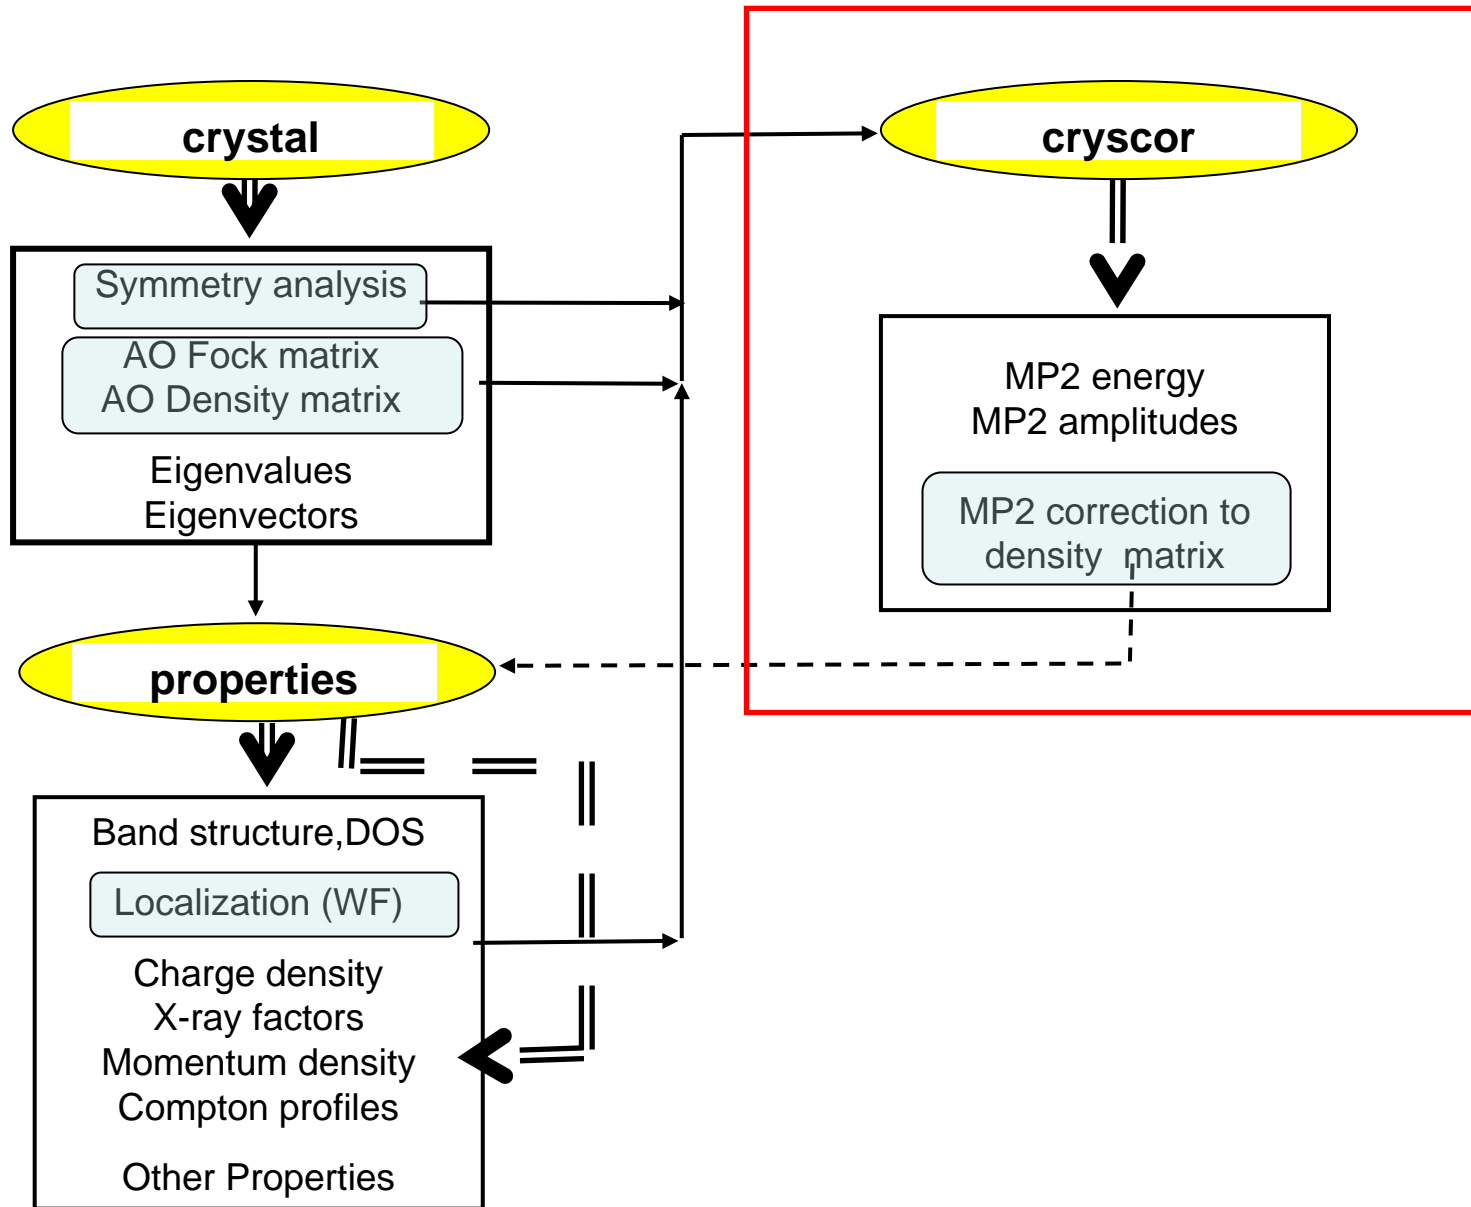 crystal
Symmetry analysis
AO Fock matrix
AO Density matrix
Eigenvalues
Eigenvectors
properties
Band structure,DOS
Localization (WF)
Charge density
X-ray factors
Momentum density
Compton profiles
Other Properties
cryscor
MP2 energy
MP2 amplitudes
MP2 correction to
density matrix